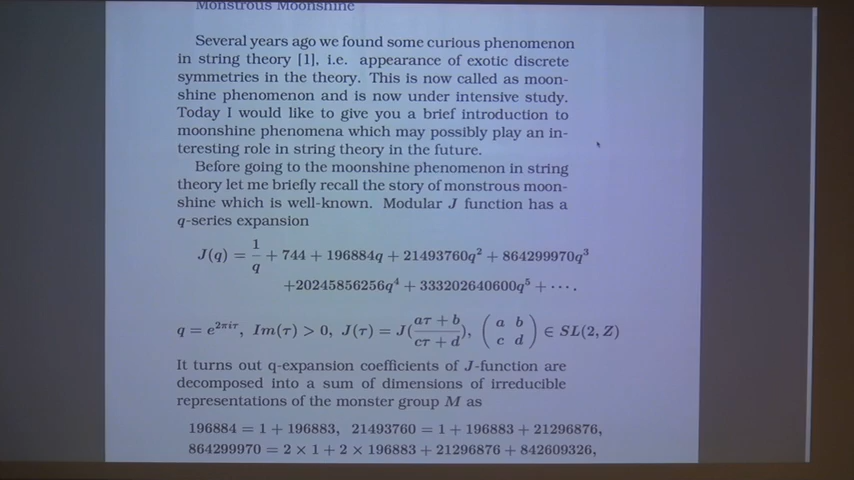 Monstrous Moonshine
Several years ago we found some curious phenomenon
in string theory [1], i.e. appearance of exotic discrete
symmetries in the theory. This is now called as moon-
shine phenomenon and is now under intensive study.
Today I would like to give you a brief introduction to
moonshine phenomena which may possibly play an in-
teresting role in string theory in the future.
Before going to the moonshine phenomenon in string
theory let me briefly recall the story of monstrous moon-
shine which is well-known. Modular J function has a
q-series expansion
J(q) = \frac{1}{q} + 744 + 196884q + 21493760q^2 + 864299970q^3
+20245856256q^4 + 333202640600q^5 + ⋯.
q = e^{2πiτ}, Im(τ) > 0, J(τ) = J(\frac{aτ + b}{cτ + d}), \begin{pmatrix} a & b \\ c & d \end{pmatrix} ∈ SL(2, Z)
It turns out q-expansion coefficients of J-function are
decomposed into a sum of dimensions of irreducible
representations of the monster group M as
196884 = 1 + 196883, 21493760 = 1 + 196883 + 21296876,
864299970 = 2 × 1 + 2 × 196883 + 21296876 + 842609326,